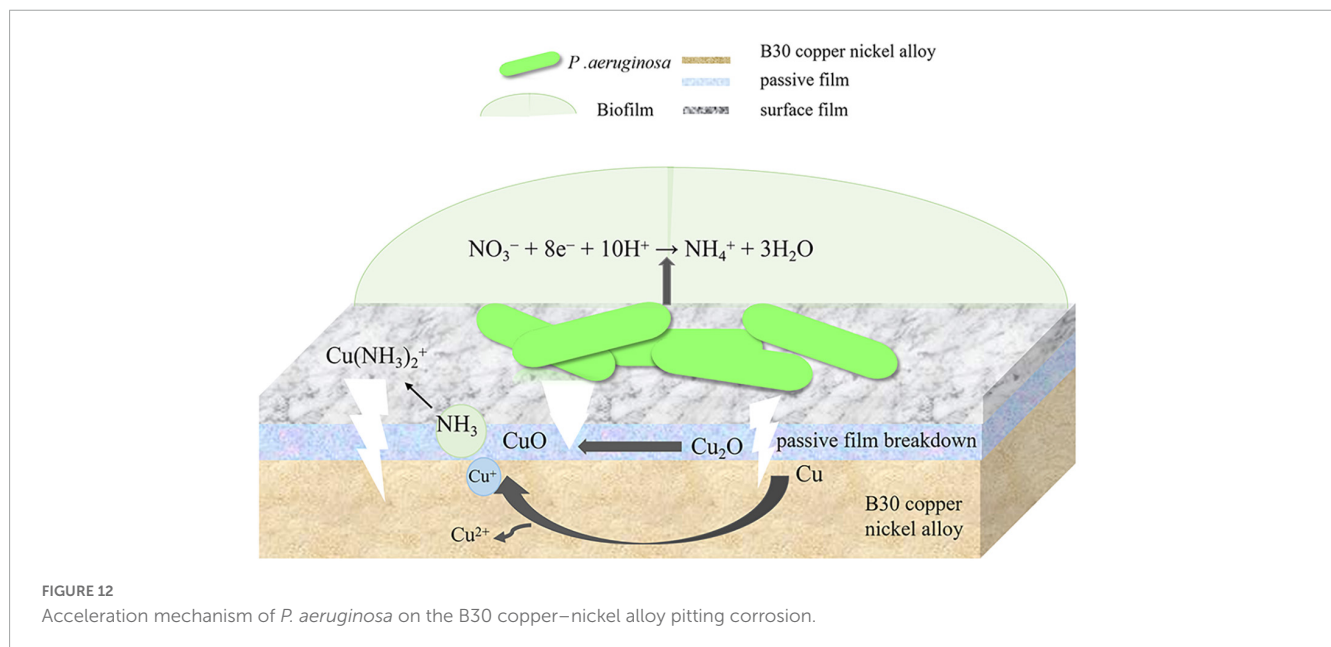 P .aeruginosa
B30 copper nickel alloy
passive film
Biofilm
surface film
NO₃⁻ + 8e⁻ + 10H⁺ → NH₄⁺ + 3H₂O
Cu(NH₃)₂⁺
NH₃
CuO
Cu₂O
passive film breakdown
Cu⁺
Cu
B30 copper
nickel alloy
Cu²⁺
FIGURE 12
Acceleration mechanism of P. aeruginosa on the B30 copper–nickel alloy pitting corrosion.